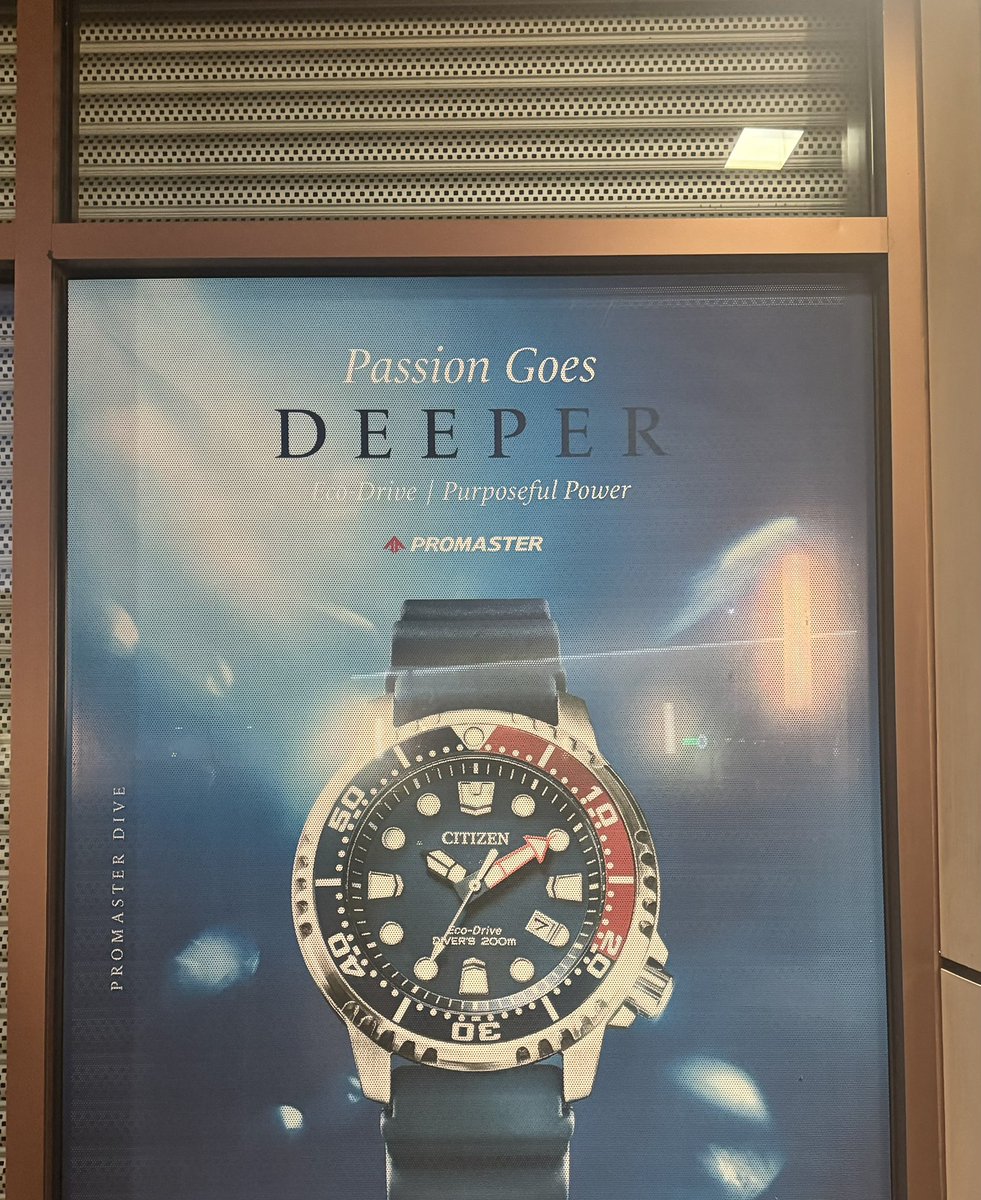 Passion Goes
DEEPER
Eco-Drive | Purposeful Power
PROMASTER
PROMASTER DIVE
50
10
CITIZEN
7
Eco-Drive
DIVER'S 200m
40
20
30